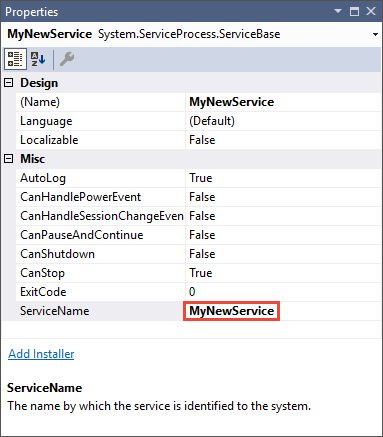 Properties
MyNewService System.ServiceProcess.ServiceBase
Design
(Name) MyNewService
Language (Default)
Localizable False
Misc
AutoLog True
CanHandlePowerEvent False
CanHandleSessionChangeEven False
CanPauseAndContinue False
CanShutdown False
CanStop True
ExitCode 0
ServiceName MyNewService
Add Installer
ServiceName
The name by which the service is identified to the system.